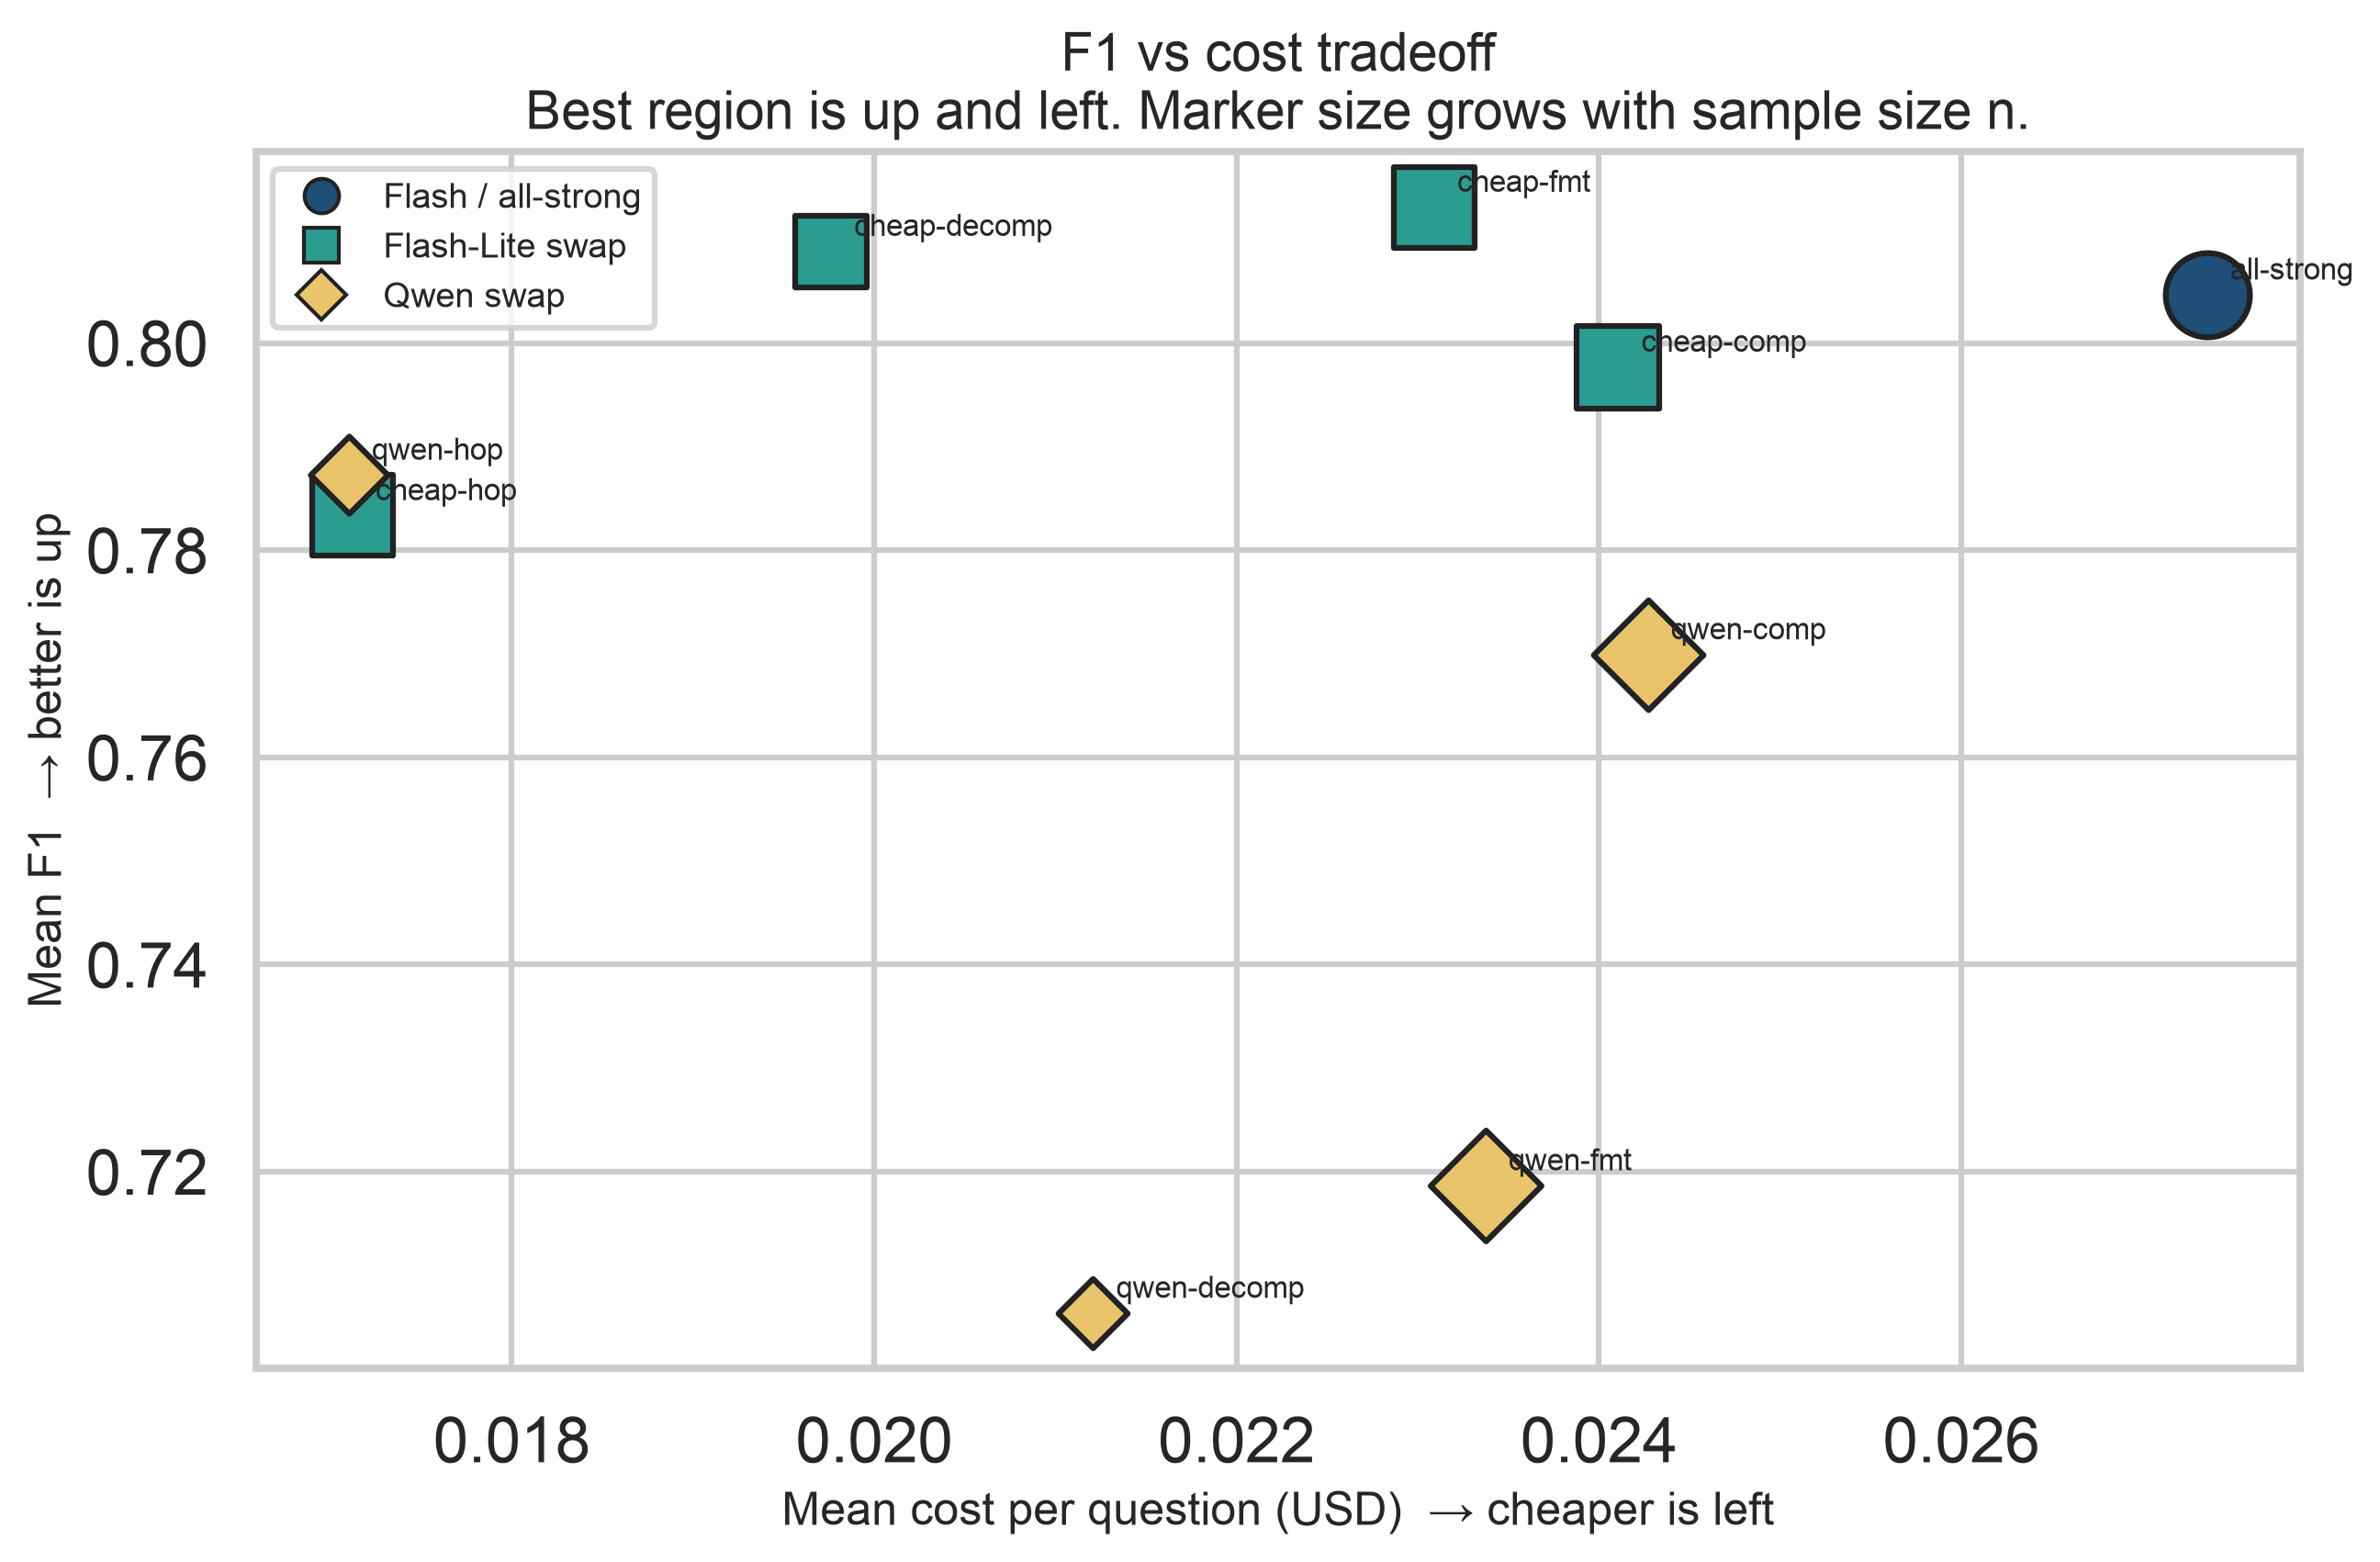 F1 vs cost tradeoff
Best region is up and left. Marker size grows with sample size n.
Flash / all-strong
Flash-Lite swap
Qwen swap
cheap-fmt
cheap-decomp
all-strong
cheap-comp
qwen-hop
cheap-hop
qwen-comp
qwen-fmt
qwen-decomp
Mean F1 → better is up
0.80
0.78
0.76
0.74
0.72
0.018
0.020
0.022
0.024
0.026
Mean cost per question (USD) → cheaper is left